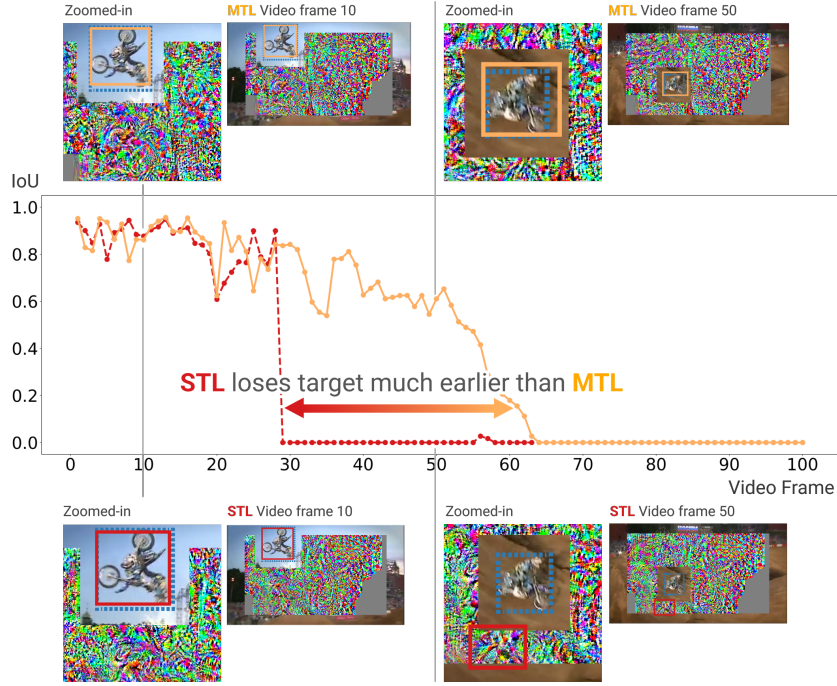 Zoomed-in
MTL Video frame 10
Zoomed-in
MTL Video frame 50
IoU
1.0
0.8
0.6
0.4
0.2
0.0
STL loses target much earlier than MTL
0 10 20 30 40 50 60 70 80 90 100
Video Frame
Zoomed-in
STL Video frame 10
Zoomed-in
STL Video frame 50